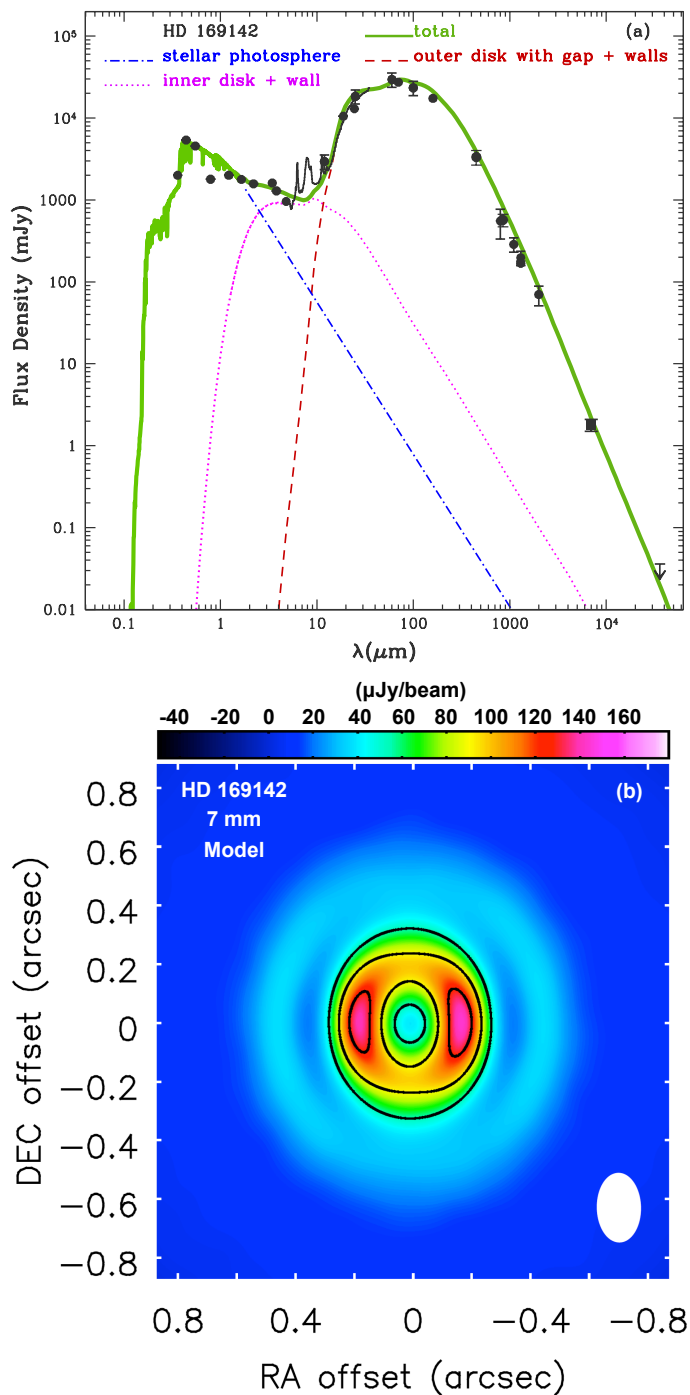 HD 169142 total (a)
stellar photosphere outer disk with gap + walls
inner disk + wall
10⁵
10⁴
1000
100
10
1
0.1
0.01
Flux Density (mJy)
0.1 1 10 100 1000 10⁴
λ(μm)
(μJy/beam)
-40 -20 0 20 40 60 80 100 120 140 160
HD 169142 (b)
7 mm
Model
0.8
0.6
0.4
0.2
0
−0.2
−0.4
−0.6
−0.8
DEC offset (arcsec)
0.8 0.4 0 −0.4 −0.8
RA offset (arcsec)